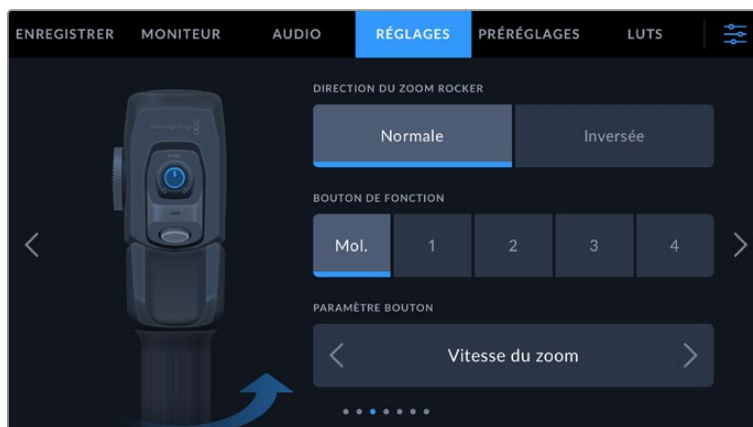 ENREGISTRER MONITEUR AUDIO RÉGLAGES PRÉRÉGLAGES LUTS
DIRECTION DU ZOOM ROCKER
Normale Inversée
BOUTON DE FONCTION
Mol. 1 2 3 4
PARAMÈTRE BOUTON
Vitesse du zoom